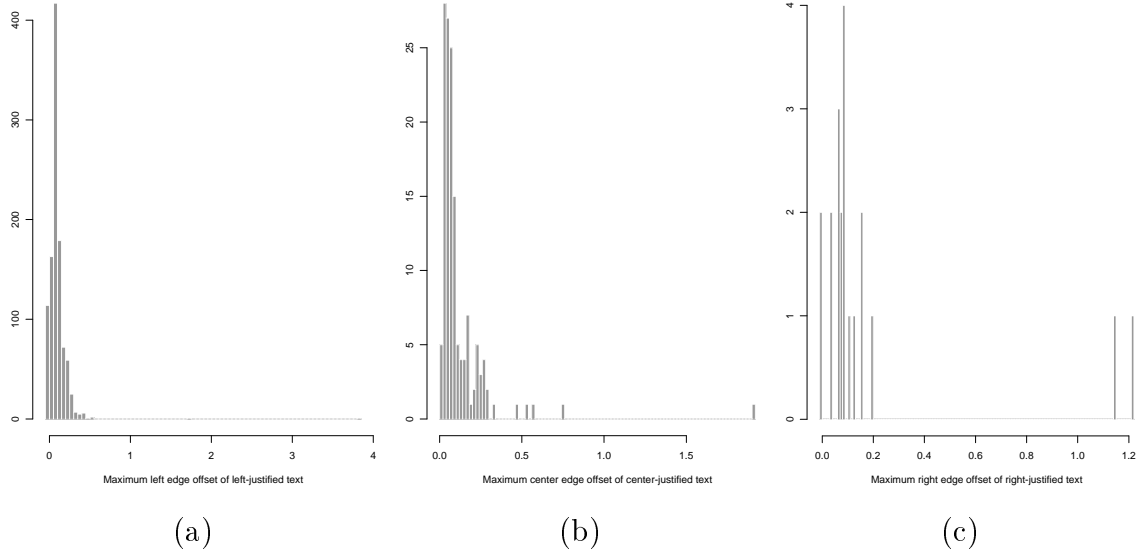 0 100 200 300 400
0 1 2 3 4
Maximum left edge offset of left-justified text
(a)
0 5 10 15 20 25
0.0 0.5 1.0 1.5
Maximum center edge offset of center-justified text
(b)
0 1 2 3 4
0.0 0.2 0.4 0.6 0.8 1.0 1.2
Maximum right edge offset of right-justified text
(c)